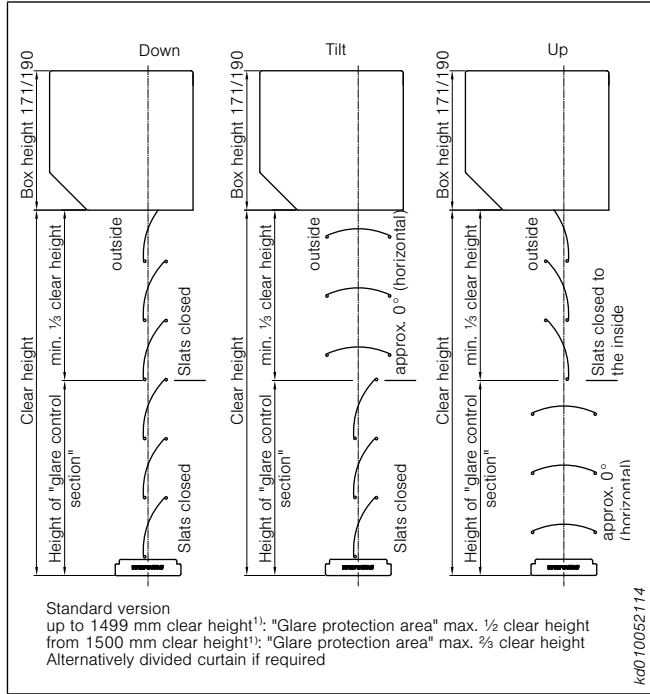 Down
Tilt
Up
Box height 171/190
Clear height
min. ⅓ clear height
Height of "glare control
section"
outside
Slats closed
Slats closed
Box height 171/190
Clear height
min. ⅓ clear height
Height of "glare control
section"
outside
approx. 0° (horizontal)
Slats closed
Box height 171/190
Clear height
min. ⅓ clear height
Height of "glare control
section"
outside
Slats closed to
the inside
approx. 0°
(horizontal)
Standard version
up to 1499 mm clear height¹⁾: "Glare protection area" max. ½ clear height
from 1500 mm clear height¹⁾: "Glare protection area" max. ⅔ clear height
Alternatively divided curtain if required
kd010052114